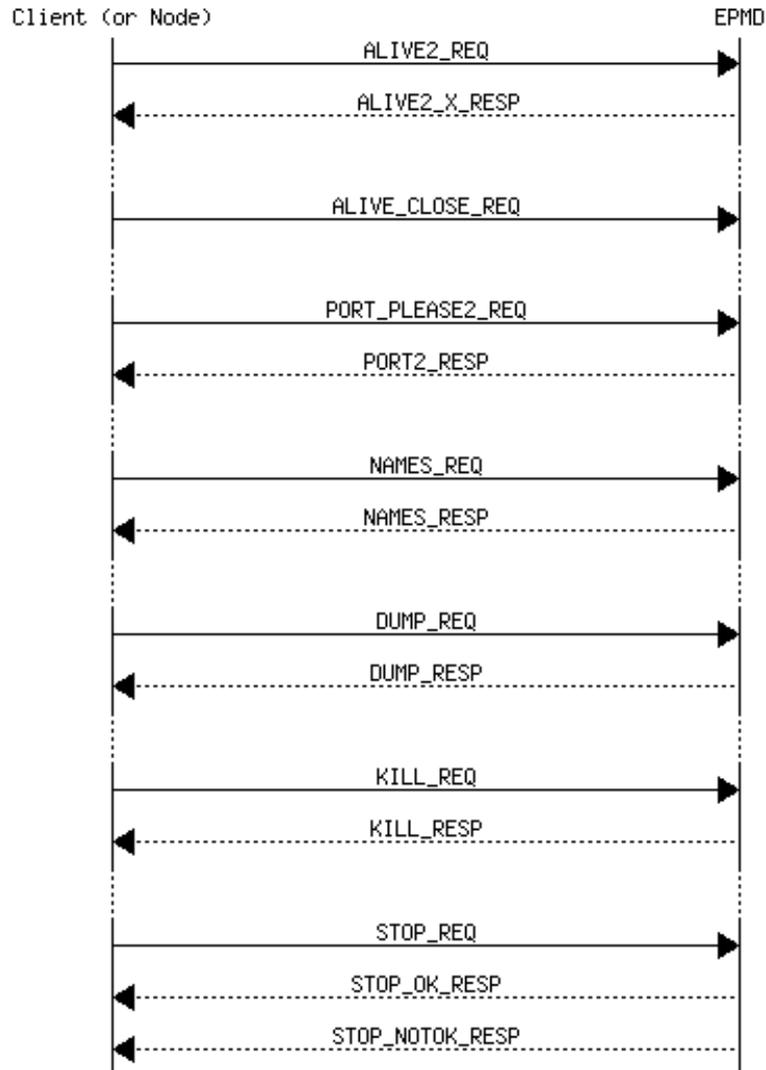 Client (or Node) EPMD
ALIVE2_REQ
ALIVE2_X_RESP
ALIVE_CLOSE_REQ
PORT_PLEASE2_REQ
PORT2_RESP
NAMES_REQ
NAMES_RESP
DUMP_REQ
DUMP_RESP
KILL_REQ
KILL_RESP
STOP_REQ
STOP_OK_RESP
STOP_NOTOK_RESP